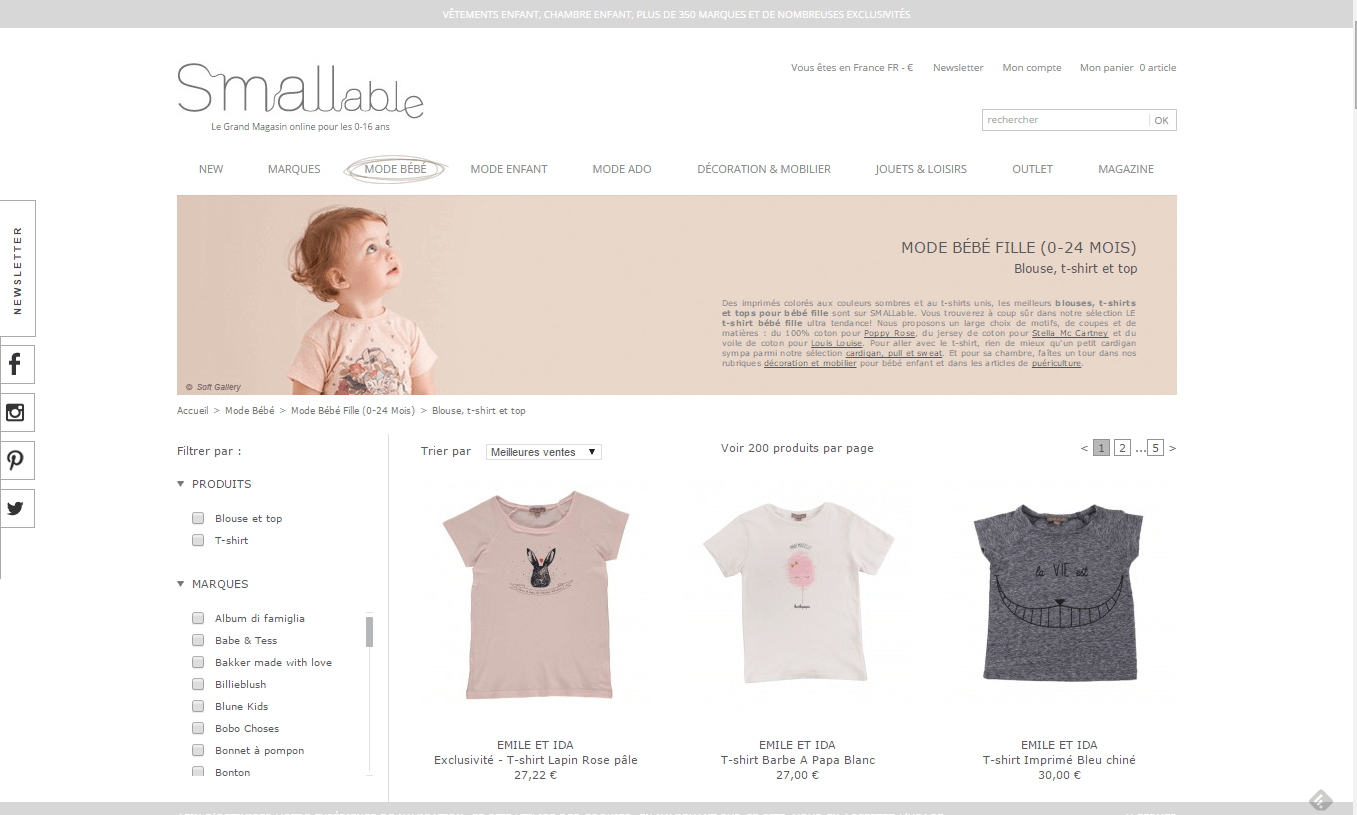 VÊTEMENTS ENFANT, CHAMBRE ENFANT, PLUS DE 350 MARQUES ET DE NOMBREUSES EXCLUSIVITÉS
Smallable
Le Grand Magasin online pour les 0-16 ans
Vous êtes en France FR - € Newsletter Mon compte Mon panier 0 article
rechercher OK
NEW MARQUES MODE BÉBÉ MODE ENFANT MODE ADO DÉCORATION & MOBILIER JOUETS & LOISIRS OUTLET MAGAZINE
NEWSLETTER
MODE BÉBÉ FILLE (0-24 MOIS)
Blouse, t-shirt et top
Des imprimés colorés aux couleurs sombres et au t-shirts unis, les meilleurs blouses, t-shirts
et tops pour bébé fille sont sur SMALLable. Vous trouverez à coup sûr dans notre sélection LE
t-shirt bébé fille ultra tendance! Nous proposons un large choix de motifs, de coupes et de
matières : du 100% coton pour Poppy Rose, du jersey de coton pour Stella Mc Cartney et du
voile de coton pour Louis Louise. Pour aller avec le t-shirt, rien de mieux qu'un petit cardigan
sympa parmi notre sélection cardigan, pull et sweat. Et pour sa chambre, faîtes un tour dans nos
rubriques décoration et mobilier pour bébé enfant et dans les articles de puériculture.
© Soft Gallery
Accueil > Mode Bébé > Mode Bébé Fille (0-24 Mois) > Blouse, t-shirt et top
Filtrer par :
PRODUITS
Blouse et top
T-shirt
MARQUES
Album di famiglia
Babe & Tess
Bakker made with love
Billieblush
Blune Kids
Bobo Choses
Bonnet à pompon
Bonton
Trier par Meilleures ventes ▼ Voir 200 produits par page < 1 2 ... 5 >
la VIE est
EMILE ET IDA
Exclusivité - T-shirt Lapin Rose pâle
27,22 €
EMILE ET IDA
T-shirt Barbe A Papa Blanc
27,00 €
EMILE ET IDA
T-shirt Imprimé Bleu chiné
30,00 €